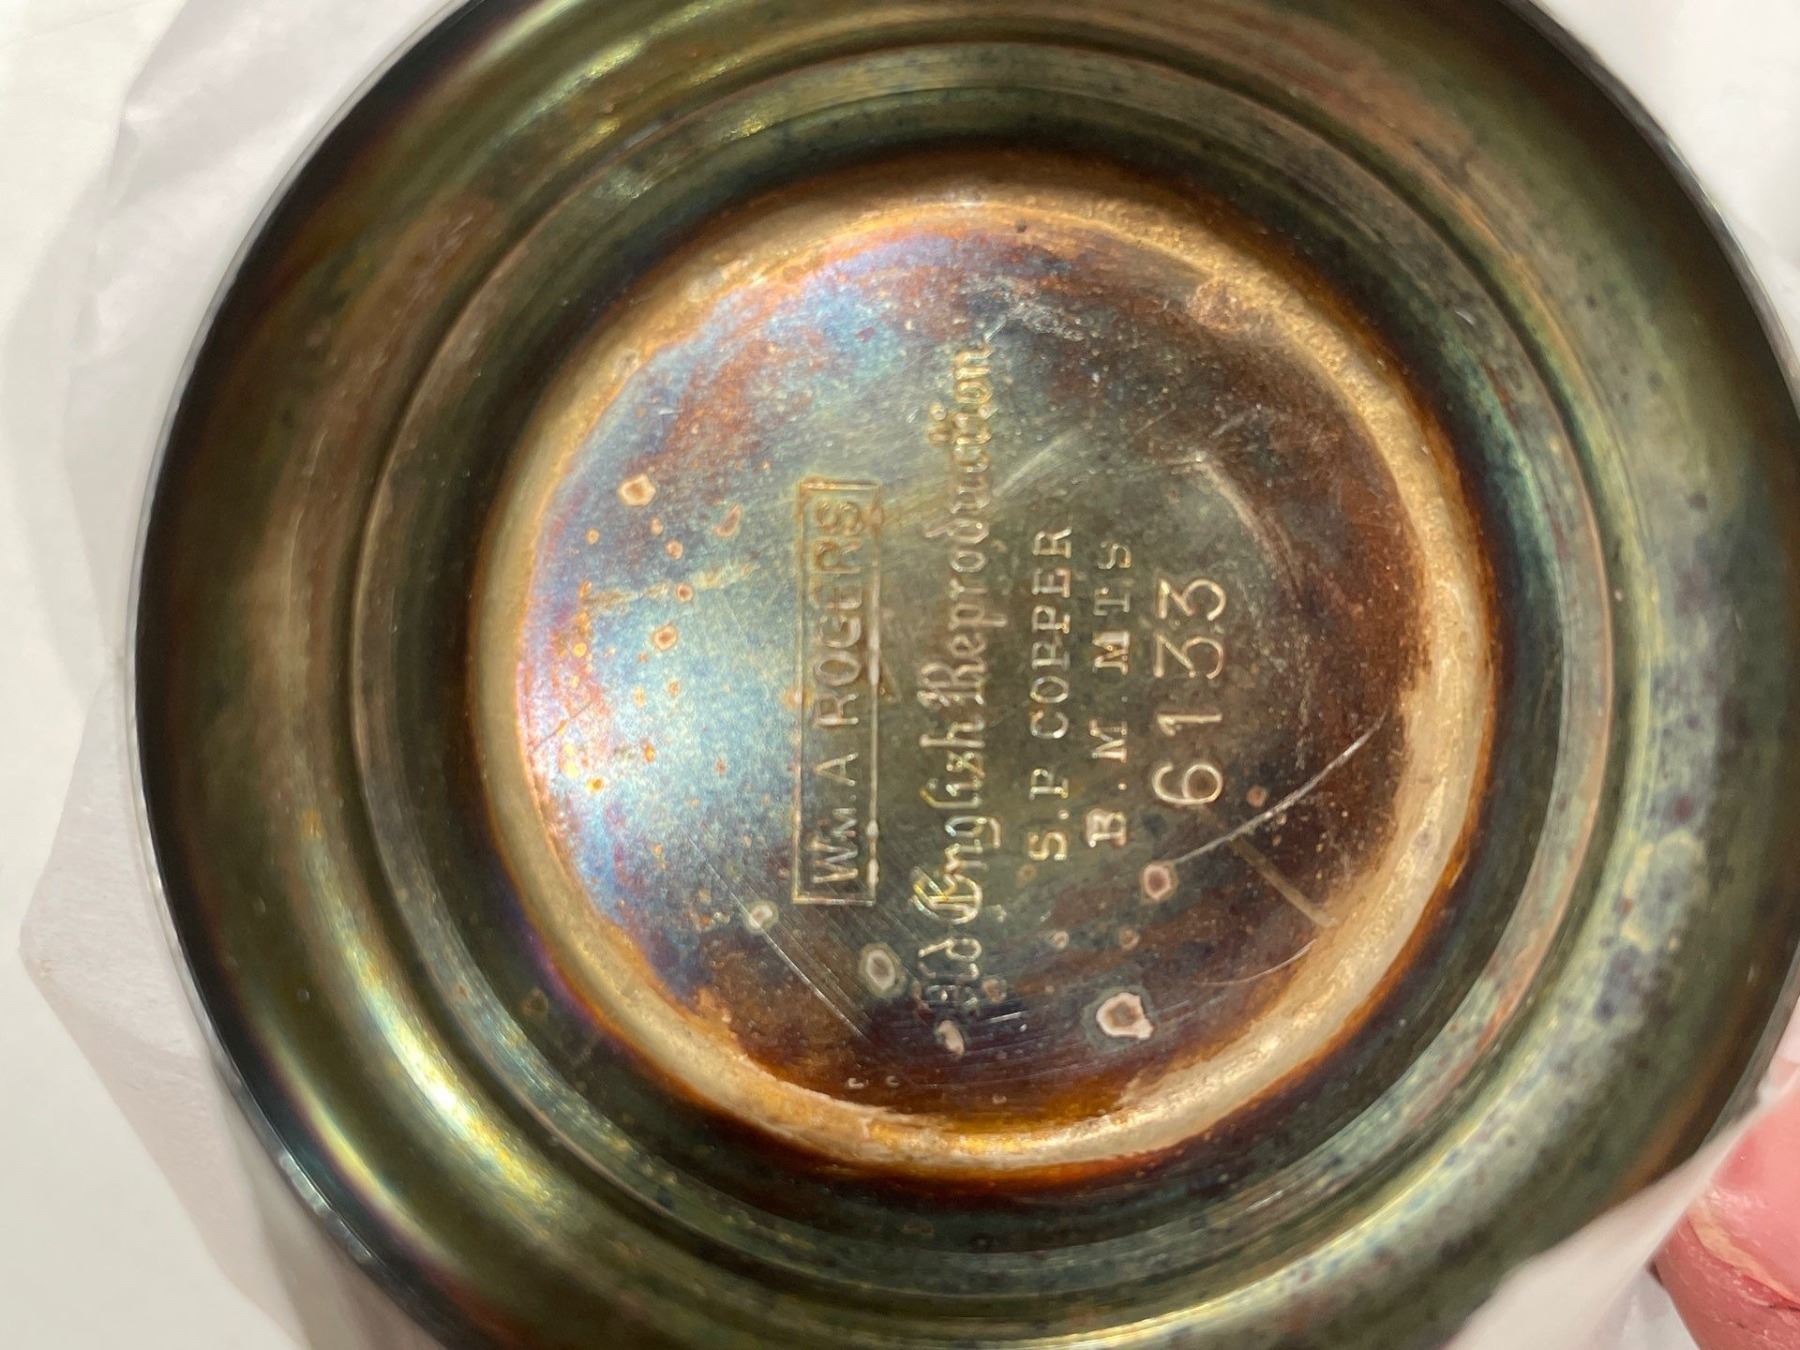 WM. A ROGERS
Old English Reproduction
S.P COPPER
B.M.MTS
6133